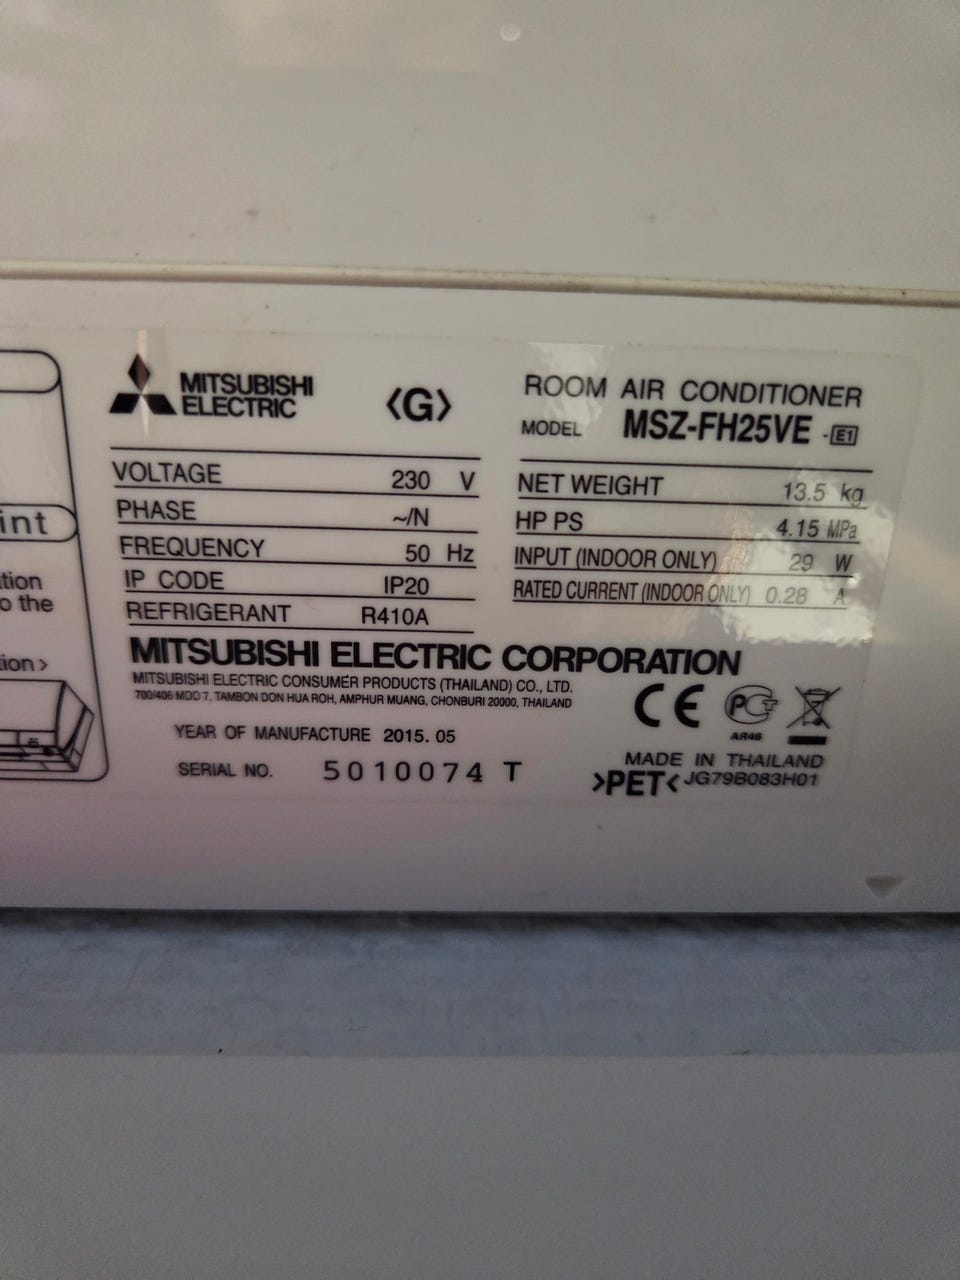 MITSUBISHI
ELECTRIC
<G>
ROOM AIR CONDITIONER
MODEL MSZ-FH25VE -E1
VOLTAGE 230 V
PHASE ~/N
FREQUENCY 50 Hz
IP CODE IP20
REFRIGERANT R410A
NET WEIGHT 13.5 kg
HP PS 4.15 MPa
INPUT (INDOOR ONLY) 29 W
RATED CURRENT (INDOOR ONLY) 0.28 A
MITSUBISHI ELECTRIC CORPORATION
MITSUBISHI ELECTRIC CONSUMER PRODUCTS (THAILAND) CO., LTD.
700/406 MOO 7, TAMBON DON HUA ROH, AMPHUR MUANG, CHONBURI 20000, THAILAND
CE
AR46
YEAR OF MANUFACTURE 2015. 05
SERIAL NO. 5010074 T
MADE IN THAILAND
>PET< JG79B083H01
int
tion
o the
tion>